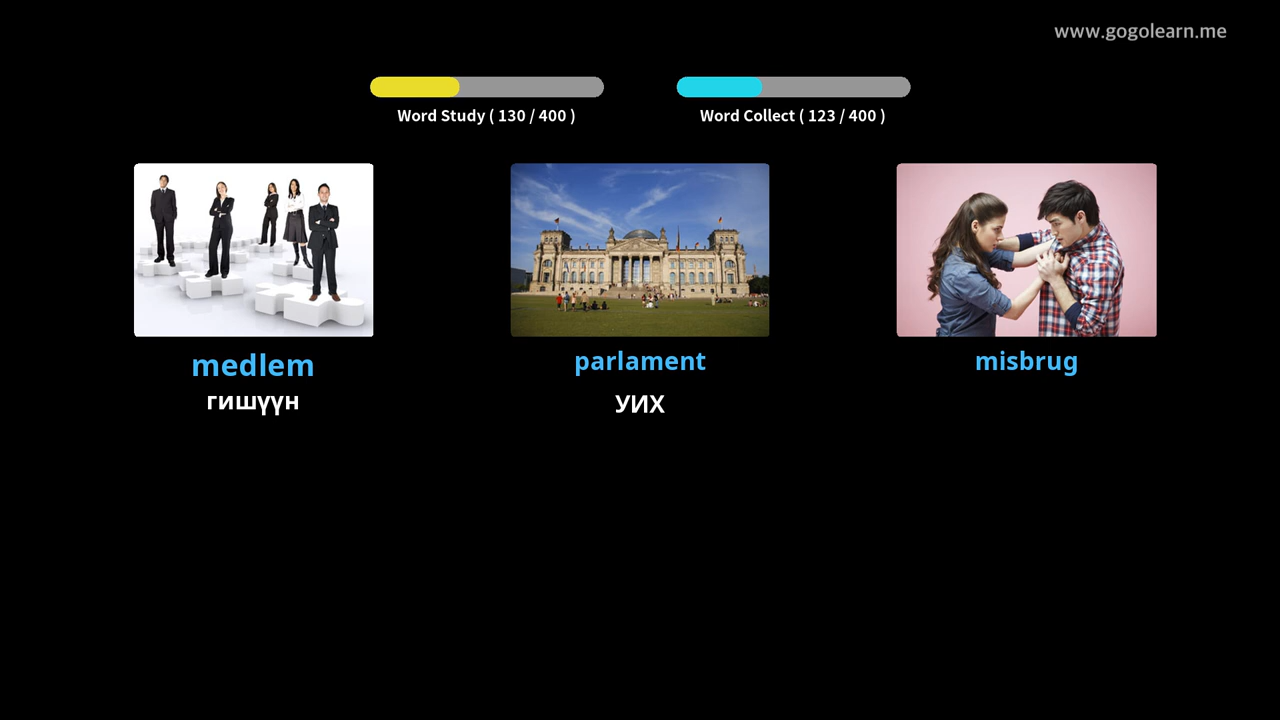 www.gogolearn.me
Word Study ( 130 / 400 )
Word Collect ( 123 / 400 )
medlem
parlament
misbrug
гишүүн
УИХ